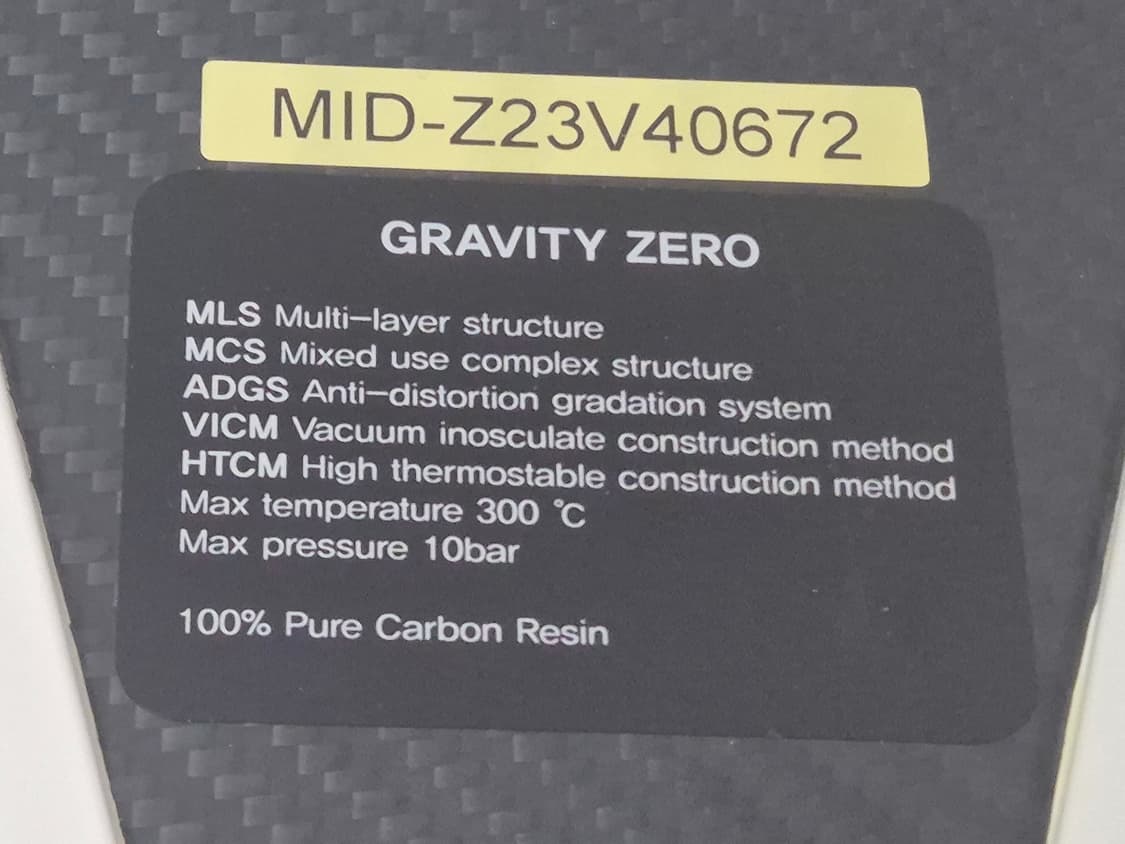 MID-Z23V40672
GRAVITY ZERO
MLS Multi-layer structure
MCS Mixed use complex structure
ADGS Anti-distortion gradation system
VICM Vacuum inosculate construction method
HTCM High thermostable construction method
Max temperature 300 ℃
Max pressure 10bar
100% Pure Carbon Resin